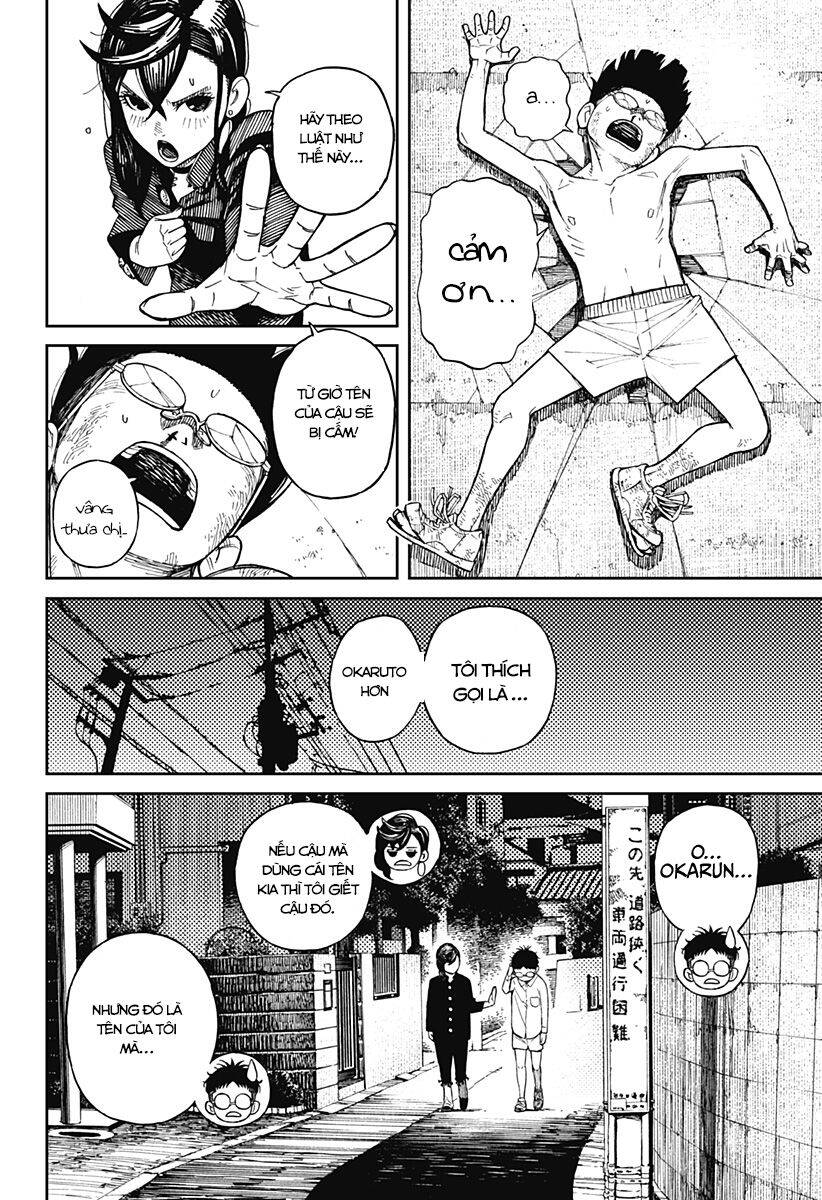 A...
CẢM
ƠN...
HÃY THEO
LUẬT NHƯ
THẾ NÀY...
TỪ GIỜ TÊN
CỦA CẬU SẼ
BỊ CẤM!
VÂNG
THƯA CHỊ...
TÔI THÍCH
GỌI LÀ ...
OKARUTO
HƠN
O...
OKARUN...
この先 道路狭く
車両通行困難
NẾU CẬU MÀ
DÙNG CÁI TÊN
KIA THÌ TÔI GIẾT
CẬU ĐÓ.
NHƯNG ĐÓ LÀ
TÊN CỦA TÔI
MÀ...